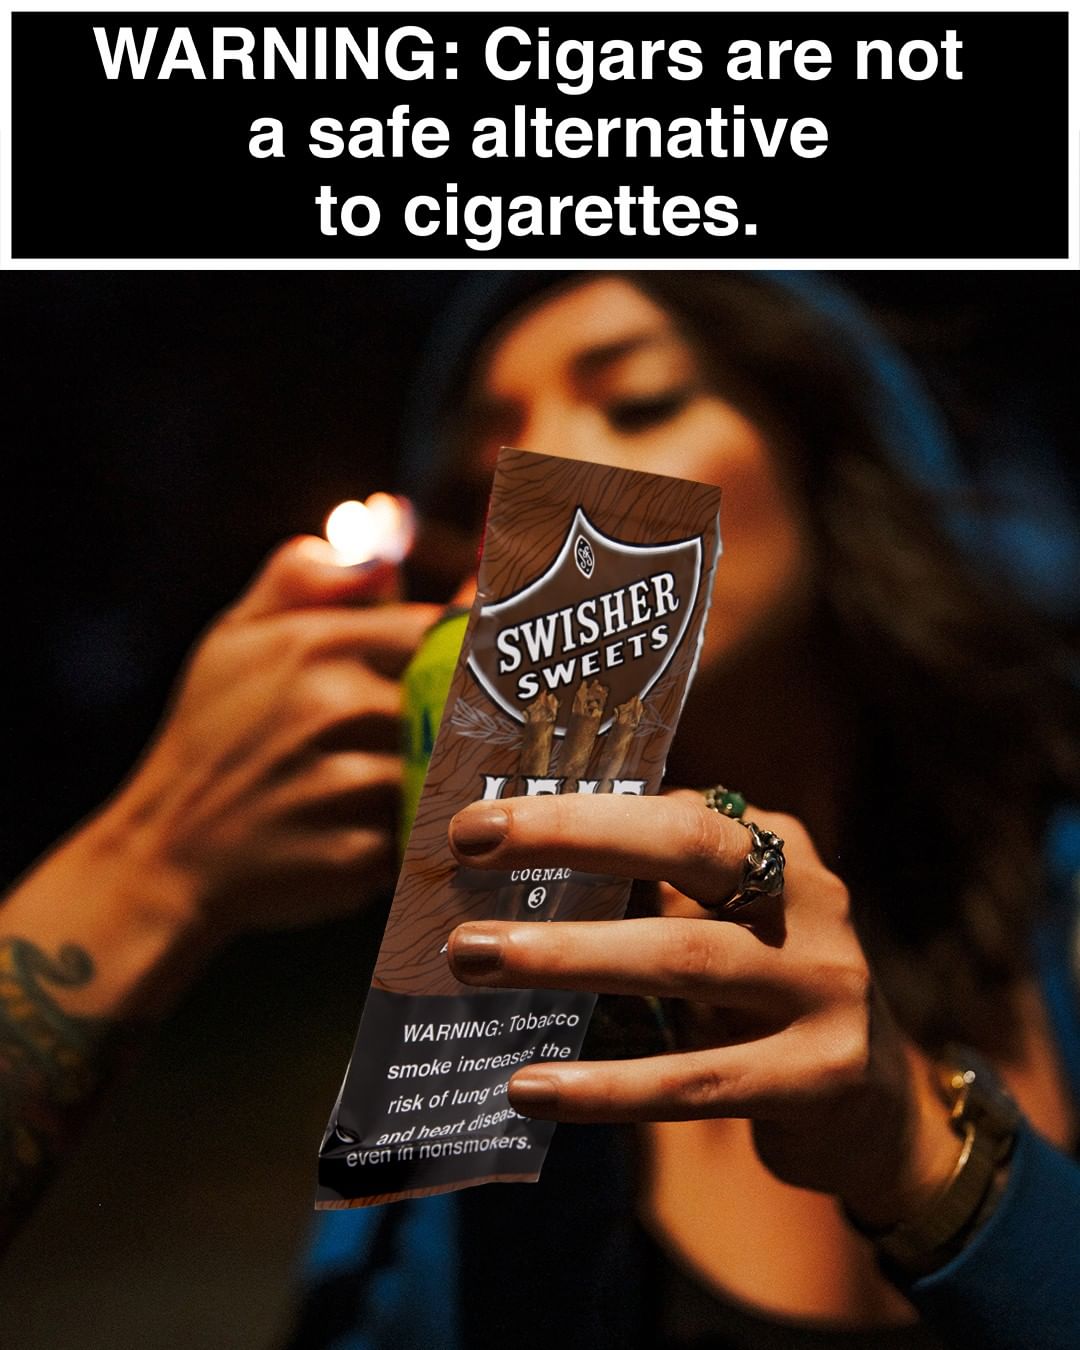 WARNING: Cigars are not
a safe alternative
to cigarettes.
SWISHER
SWEETS
COGNAC
3
WARNING: Tobacco
smoke increases the
risk of lung
and heart disease,
even in nonsmokers.